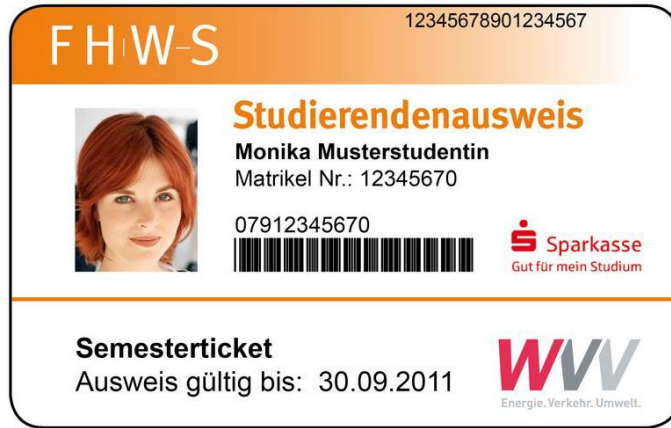 12345678901234567
FHW-S
Studierendenausweis
Monika Musterstudentin
Matrikel Nr.: 12345670
07912345670
Sparkasse
Gut für mein Studium
Semesterticket
Ausweis gültig bis: 30.09.2011
WVV
Energie. Verkehr. Umwelt.